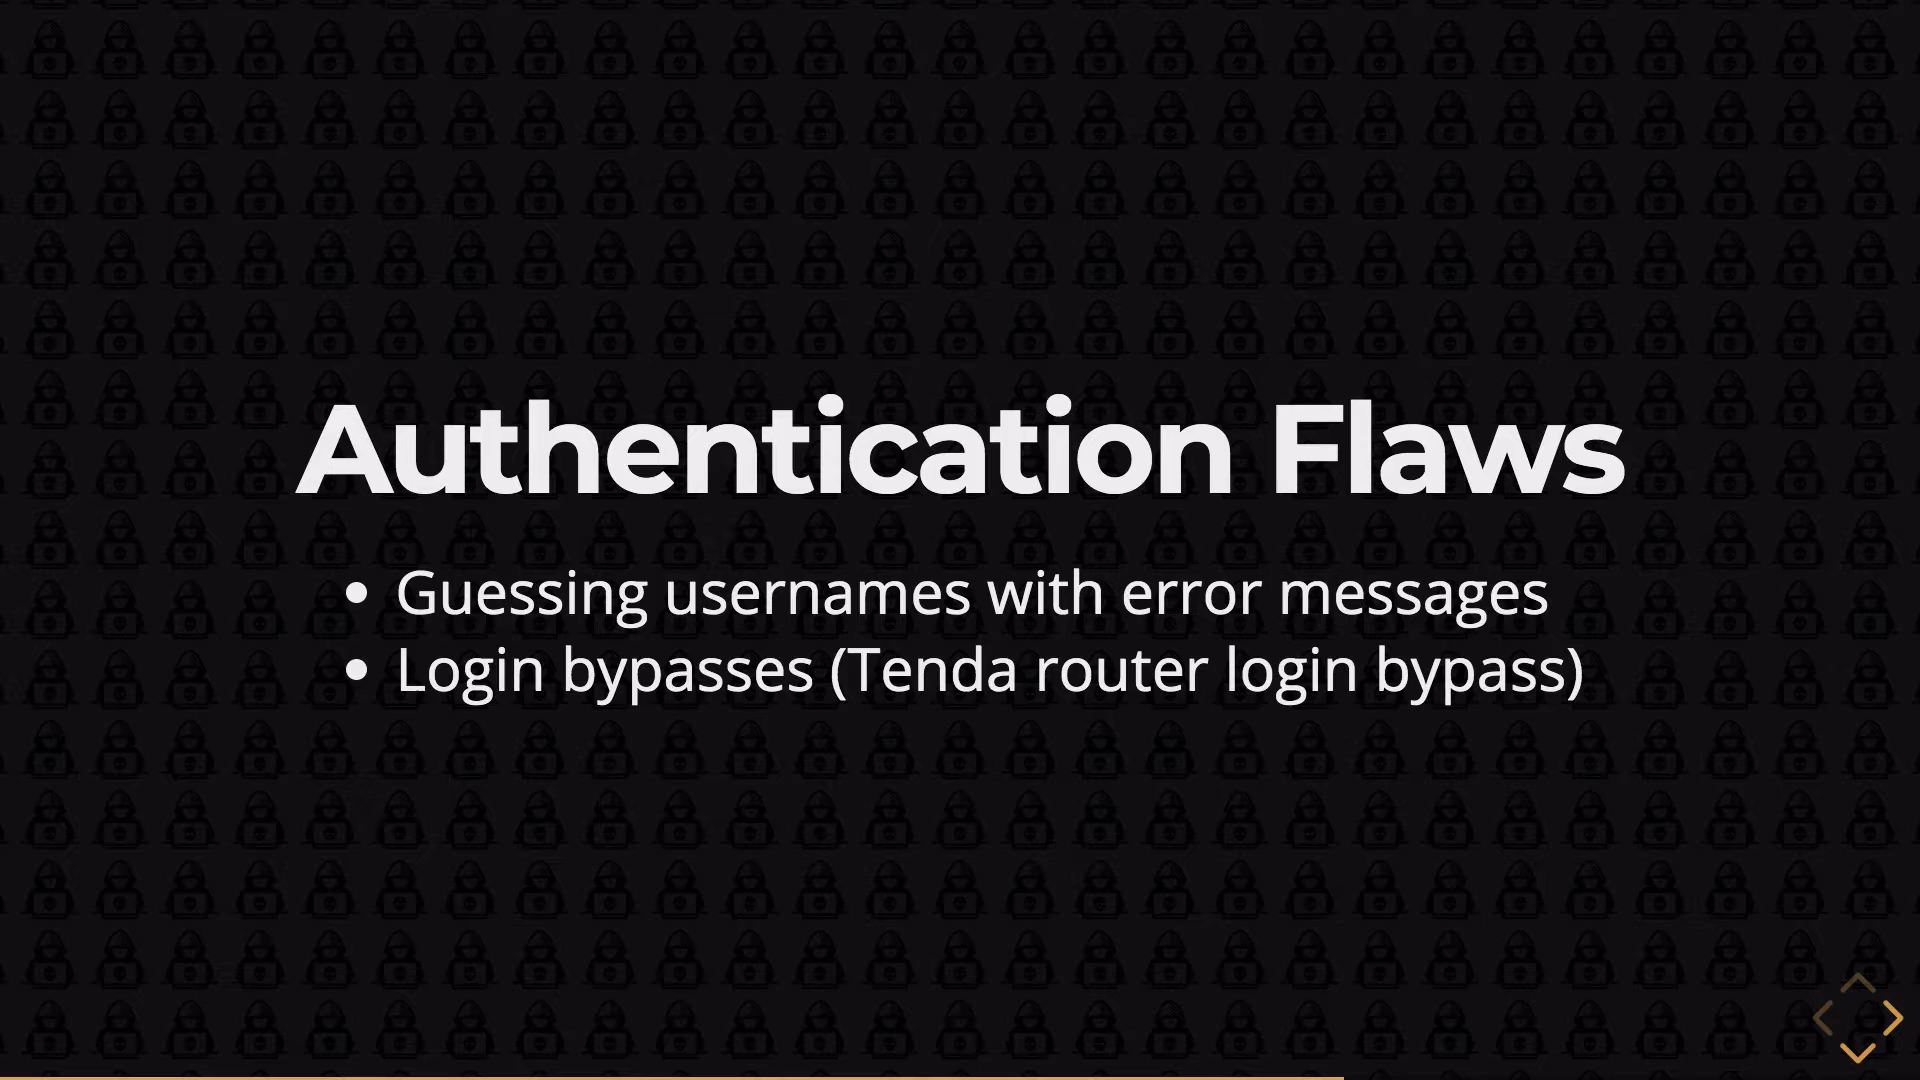 Authentication Flaws
• Guessing usernames with error messages
• Login bypasses (Tenda router login bypass)